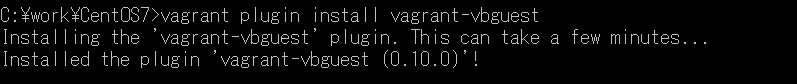 C:¥work¥CentOS7>vagrant plugin install vagrant-vbguest
Installing the 'vagrant-vbguest' plugin. This can take a few minutes...
Installed the plugin 'vagrant-vbguest (0.10.0)'!